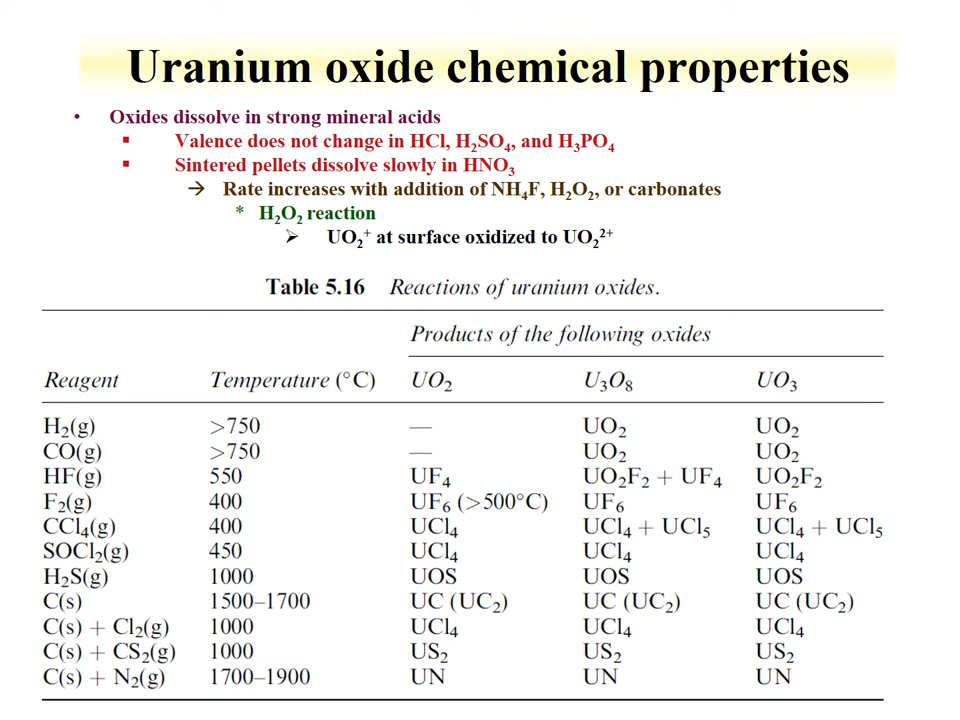 Uranium oxide chemical properties
• Oxides dissolve in strong mineral acids
▪ Valence does not change in HCl, H₂SO₄, and H₃PO₄
▪ Sintered pellets dissolve slowly in HNO₃
→ Rate increases with addition of NH₄F, H₂O₂, or carbonates
* H₂O₂ reaction
➢ UO₂⁺ at surface oxidized to UO₂²⁺
Table 5.16 Reactions of uranium oxides.
Products of the following oxides
Reagent Temperature (°C) UO₂ U₃O₈ UO₃
H₂(g) >750 — UO₂ UO₂
CO(g) >750 — UO₂ UO₂
HF(g) 550 UF₄ UO₂F₂ + UF₄ UO₂F₂
F₂(g) 400 UF₆ (>500°C) UF₆ UF₆
CCl₄(g) 400 UCl₄ UCl₄ + UCl₅ UCl₄ + UCl₅
SOCl₂(g) 450 UCl₄ UCl₄ UCl₄
H₂S(g) 1000 UOS UOS UOS
C(s) 1500–1700 UC (UC₂) UC (UC₂) UC (UC₂)
C(s) + Cl₂(g) 1000 UCl₄ UCl₄ UCl₄
C(s) + CS₂(g) 1000 US₂ US₂ US₂
C(s) + N₂(g) 1700–1900 UN UN UN